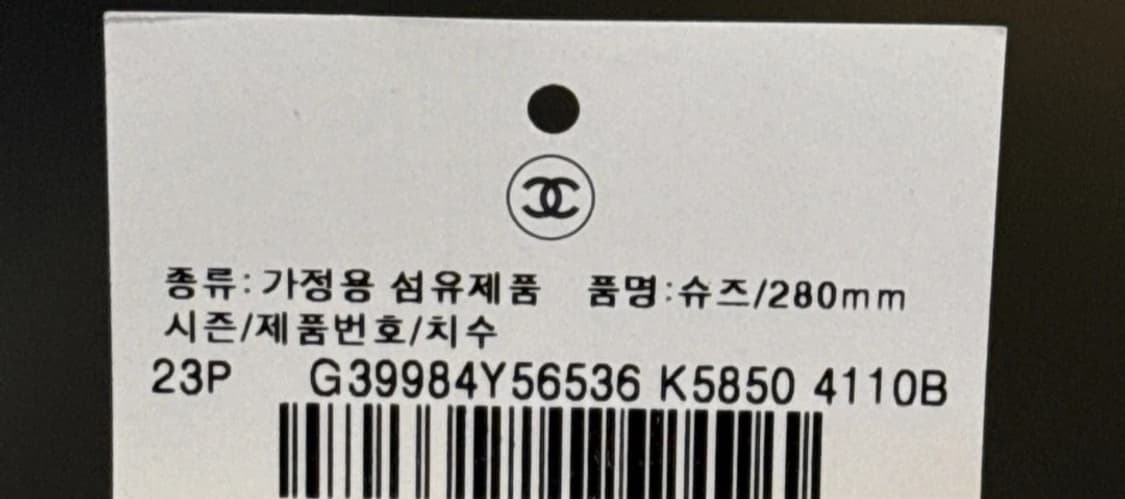 종류: 가정용 섬유제품 품명:슈즈/280mm
시즌/제품번호/치수
23P G39984Y56536 K5850 4110B